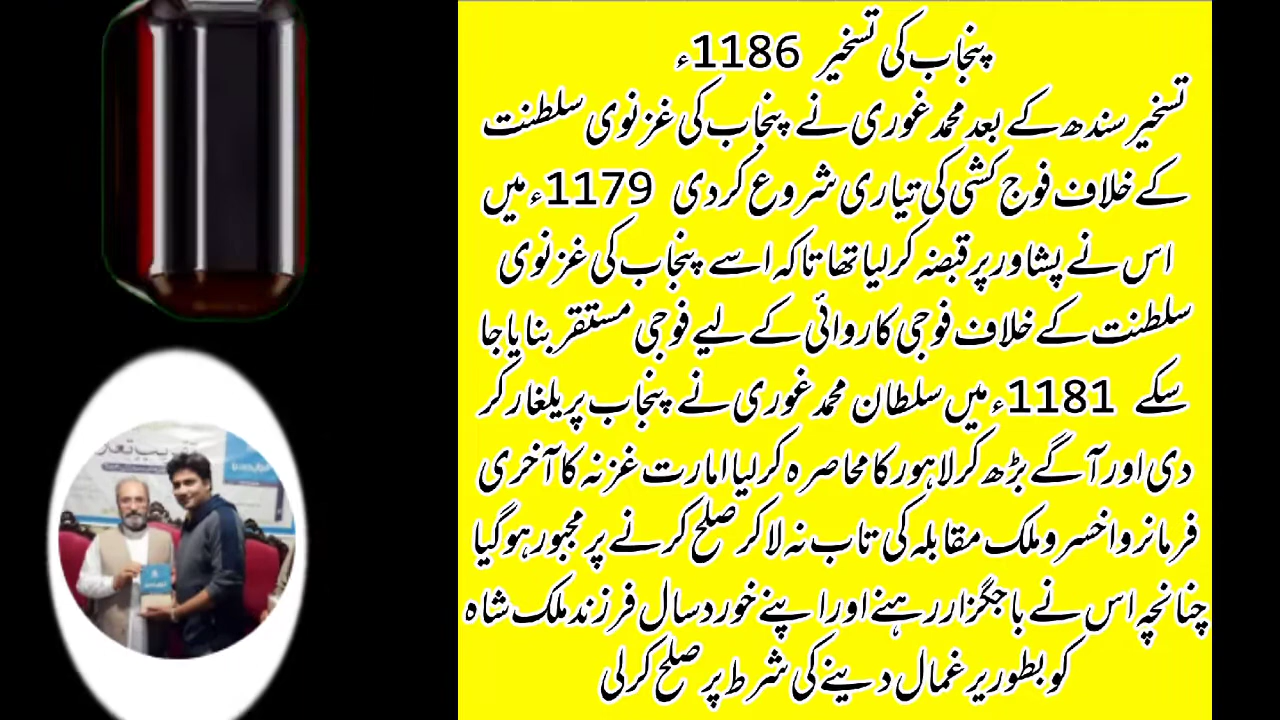 پنجاب کی تسخیر 1186ء
تسخیر سندھ کے بعد محمد غوری نے پنجاب کی غزنوی سلطنت
کے خلاف فوج کشی کی تیاری شروع کردی 1179ء میں
اس نے پشاور پر قبضہ کرلیا تھا تاکہ اسے پنجاب کی غزنوی
سلطنت کے خلاف فوجی کاروائی کے لیے فوجی مستقر بنایا جا
سکے 1181ء میں سلطان محمد غوری نے پنجاب پر یلغار کر
دی اور آگے بڑھ کر لاہور کا محاصرہ کرلیا امارت غزنہ کا آخری
فرمانروا خسرو ملک مقابلہ کی تاب نہ لا کر صلح کرنے پر مجبور ہوگیا
چنانچہ اس نے باجگزار رہنے اور اپنے خورد سال فرزند ملک شاہ
کو بطور یرغمال دینے کی شرط پر صلح کرلی